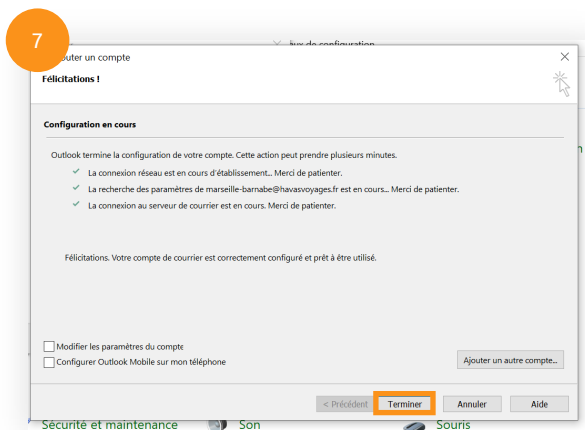 7
aux de configuration
outer un compte
Félicitations !
Configuration en cours
Outlook termine la configuration de votre compte. Cette action peut prendre plusieurs minutes.
La connexion réseau est en cours d'établissement... Merci de patienter.
La recherche des paramètres de marseille-barnabe@havasvoyages.fr est en cours... Merci de patienter.
La connexion au serveur de courrier est en cours. Merci de patienter.
Félicitations. Votre compte de courrier est correctement configuré et prêt à être utilisé.
Modifier les paramètres du compte
Configurer Outlook Mobile sur mon téléphone
Ajouter un autre compte...
< Précédent Terminer Annuler Aide
Sécurité et maintenance Son Souris